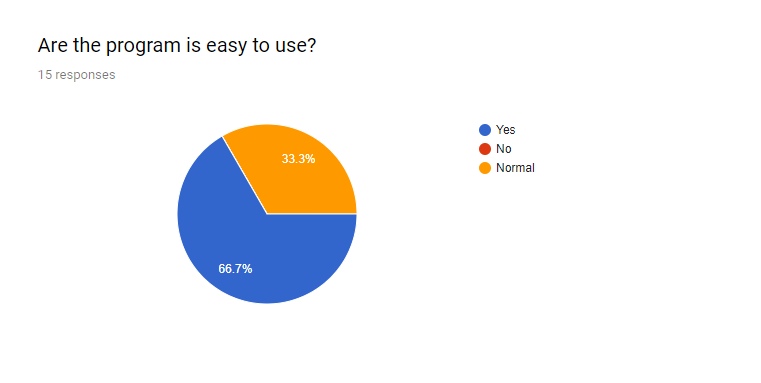 Are the program is easy to use?
15 responses
Yes
No
Normal
33.3%
66.7%